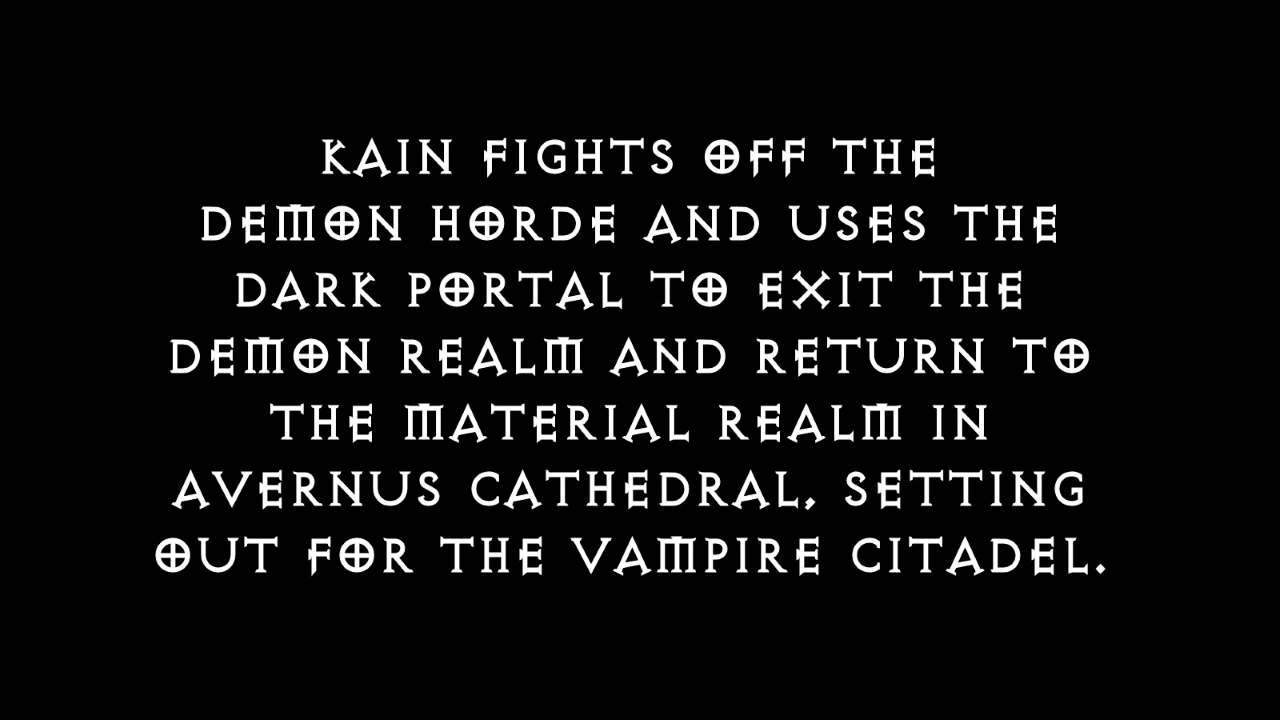 KAIN FIGHTS OFF THE
DEMON HORDE AND USES THE
DARK PORTAL TO EXIT THE
DEMON REALM AND RETURN TO
THE MATERIAL REALM IN
AVERNUS CATHEDRAL, SETTING
OUT FOR THE VAMPIRE CITADEL.